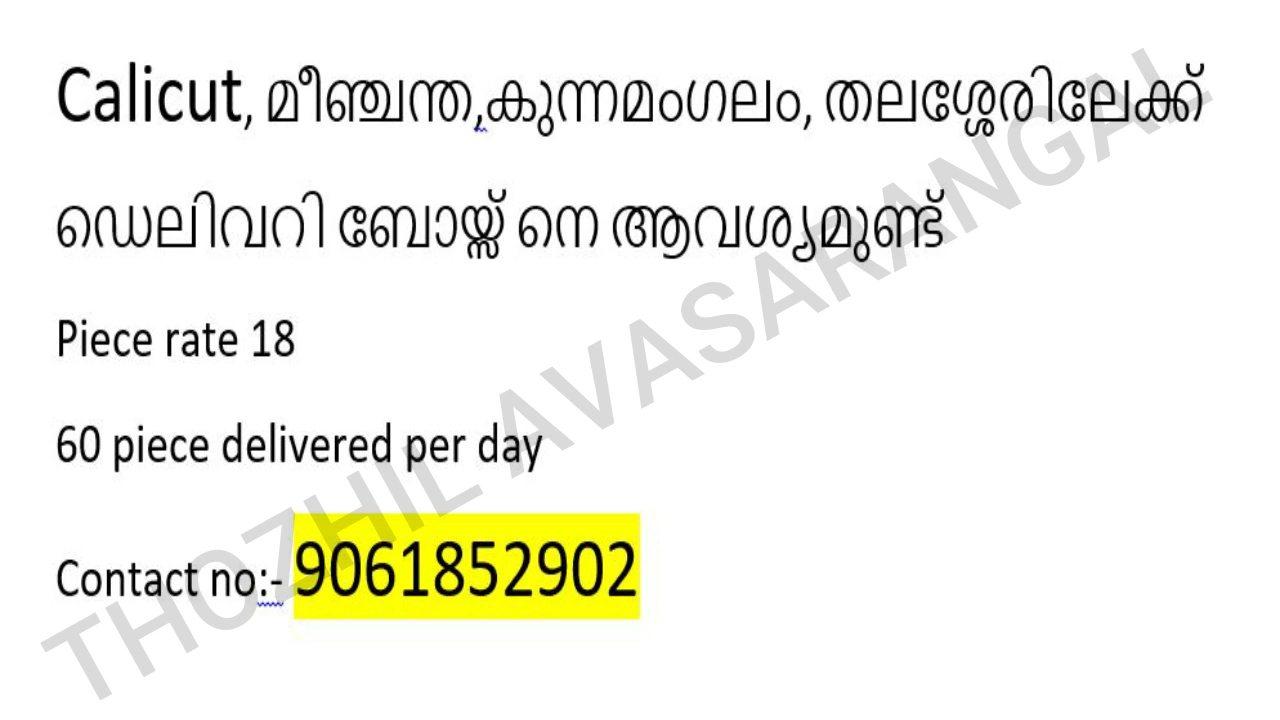 Calicut, മീഞ്ചന്ത,കുന്നമംഗലം, തലശ്ശേരിലേക്ക്
ഡെലിവറി ബോയ്സ് നെ ആവശ്യമുണ്ട്
Piece rate 18
60 piece delivered per day
Contact no:- 9061852902
THOZHIL AVASARANGAL